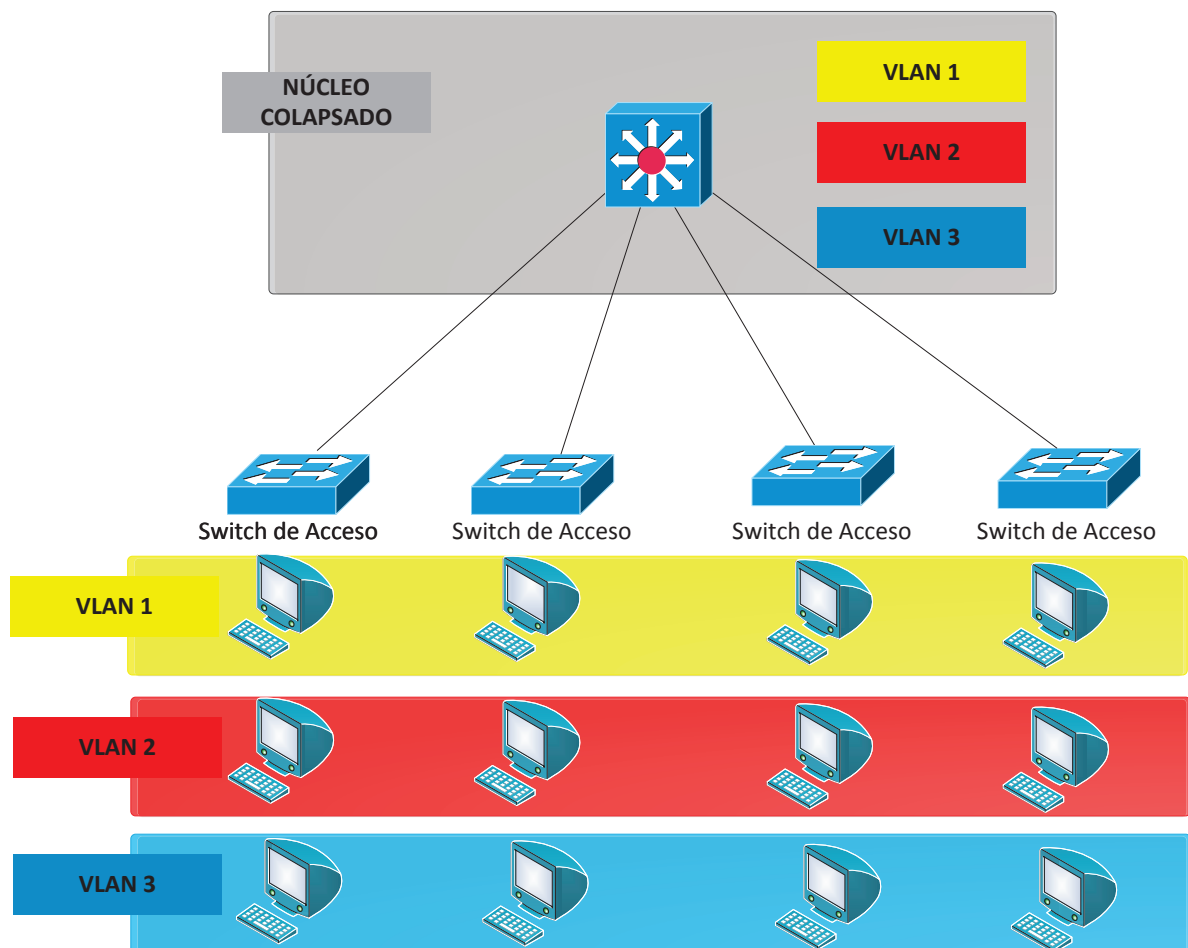 NÚCLEO
COLAPSADO
VLAN 1
VLAN 2
VLAN 3
Switch de Acceso
Switch de Acceso
Switch de Acceso
Switch de Acceso
VLAN 1
VLAN 2
VLAN 3